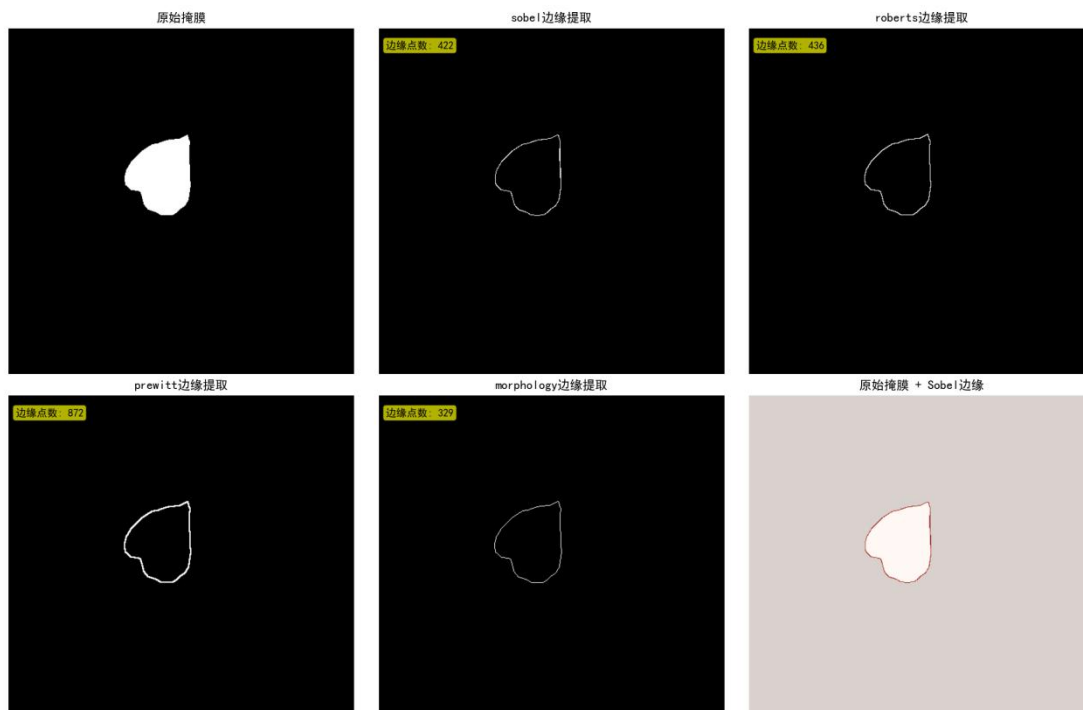 原始掩膜
sobel边缘提取
roberts边缘提取
边缘点数: 422
边缘点数: 436
prewitt边缘提取
morphology边缘提取
原始掩膜 + Sobel边缘
边缘点数: 872
边缘点数: 329